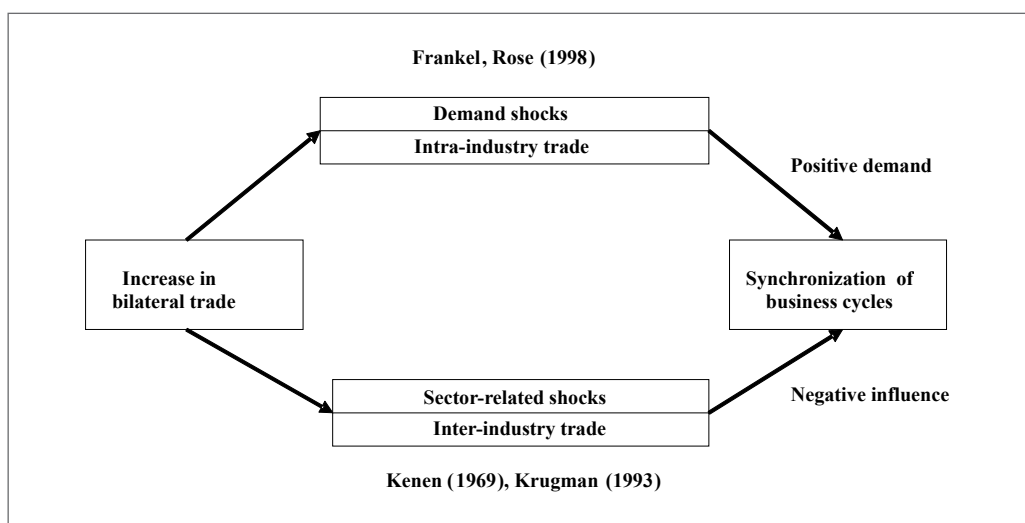 Frankel, Rose (1998)
Demand shocks
Intra-industry trade
Positive demand
Increase in
bilateral trade
Synchronization of
business cycles
Sector-related shocks
Negative influence
Inter-industry trade
Kenen (1969), Krugman (1993)